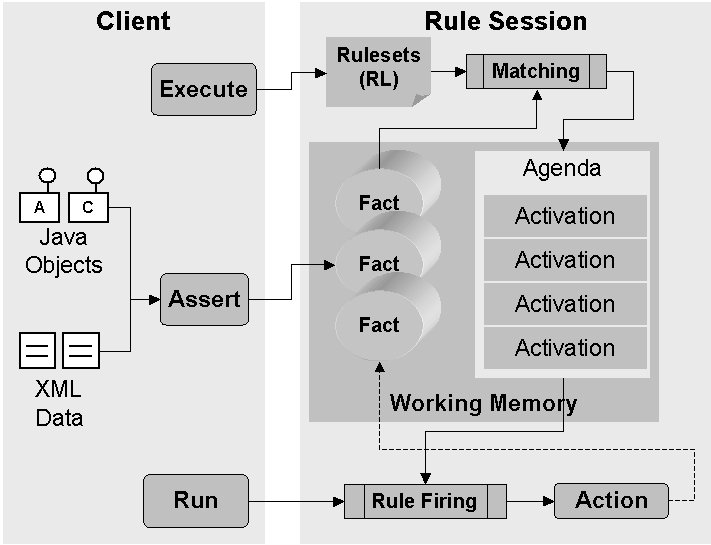 Client
Rule Session
Execute
Rulesets
(RL)
Matching
A
C
Java
Objects
Assert
XML
Data
Fact
Fact
Fact
Agenda
Activation
Activation
Activation
Activation
Working Memory
Run
Rule Firing
Action